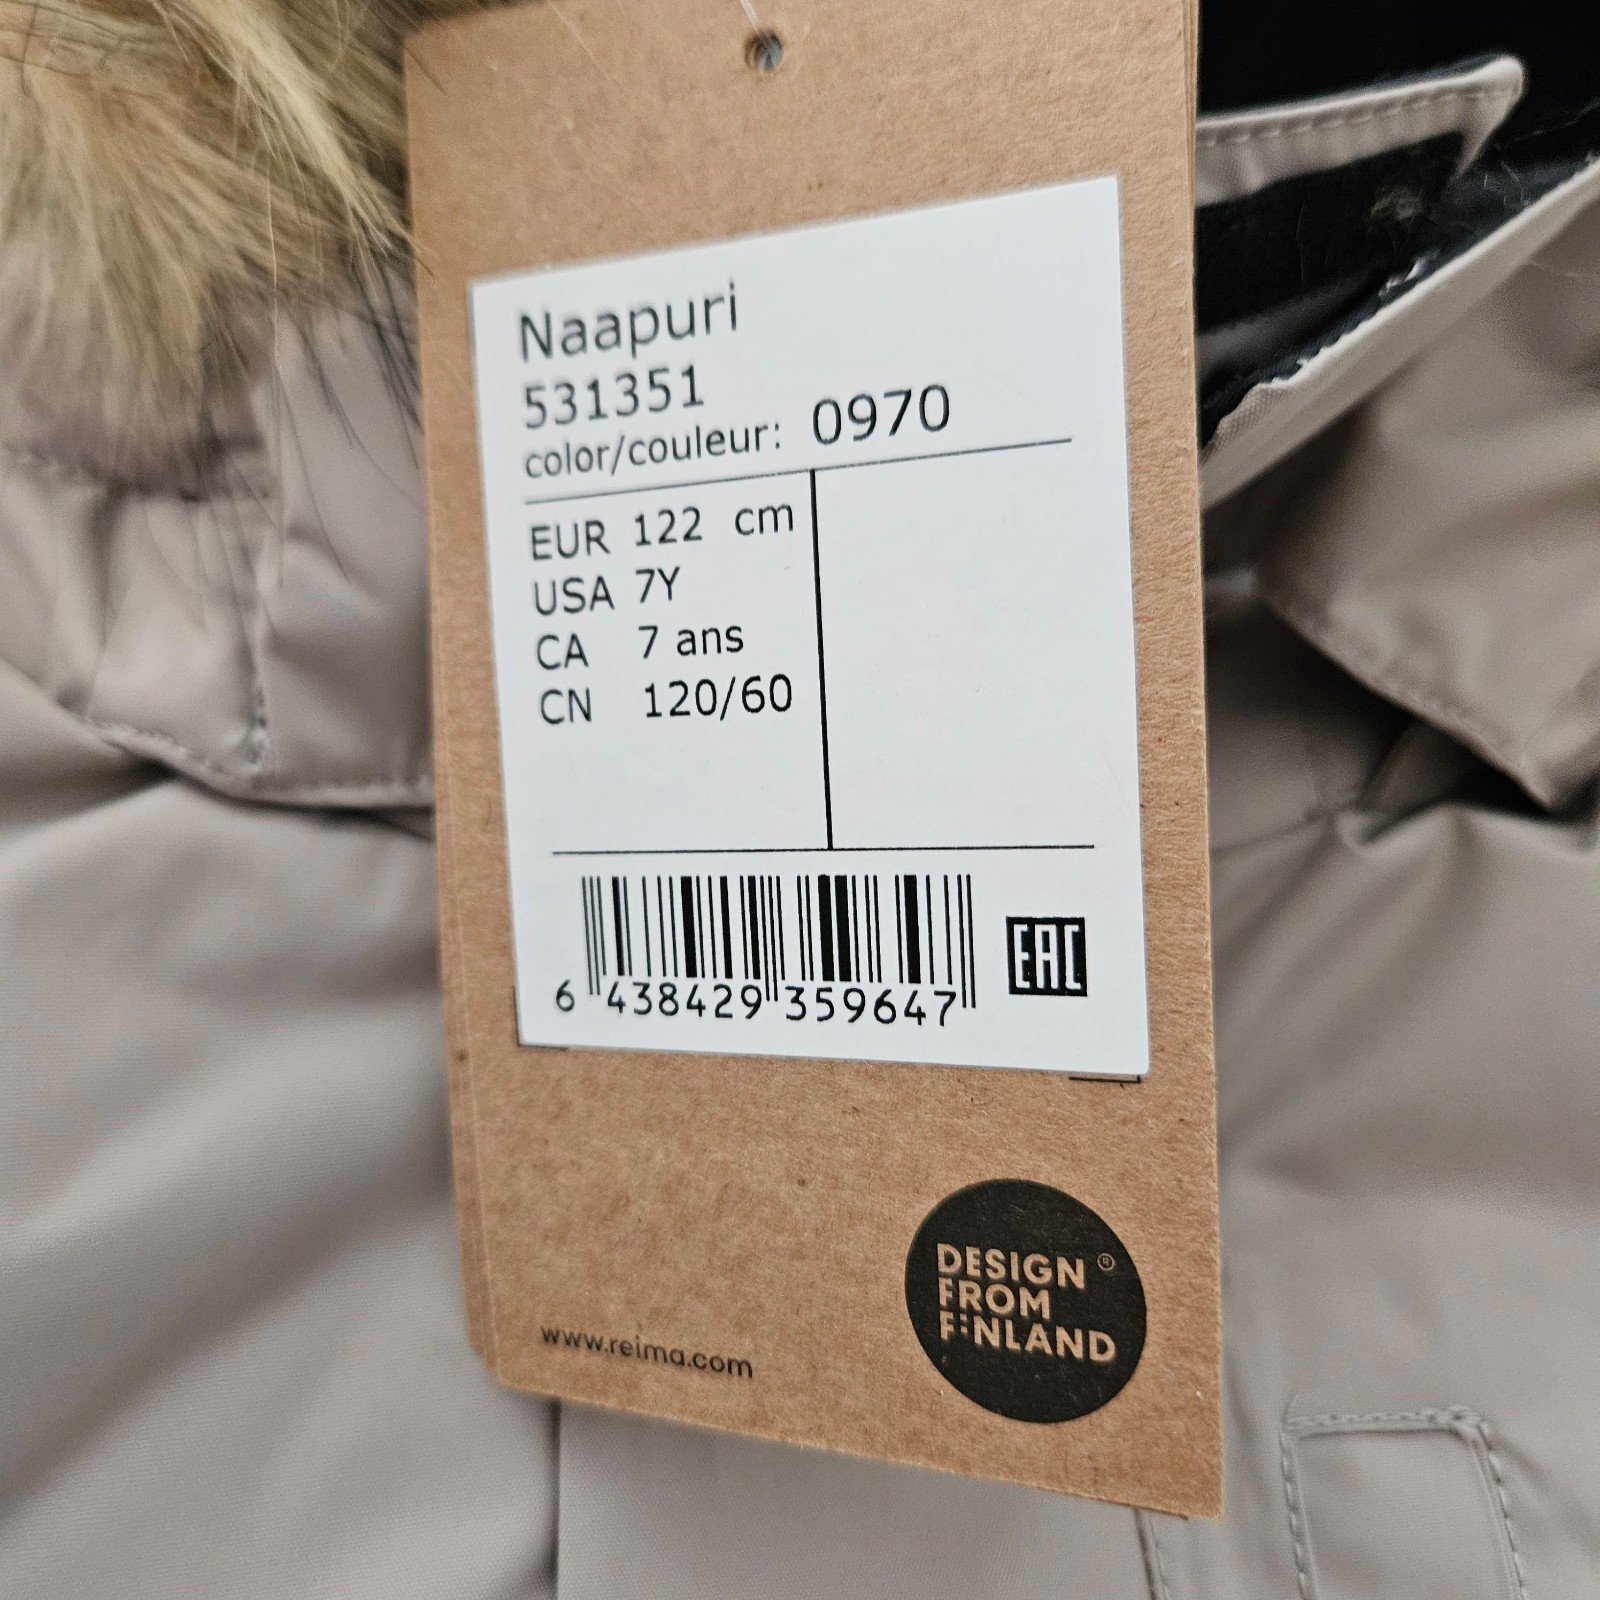 Naapuri
531351
color/couleur: 0970
EUR 122 cm
USA 7Y
CA 7 ans
CN 120/60
6 438429 359647
EAC
www.reima.com
DESIGN ®
FROM
FINLAND